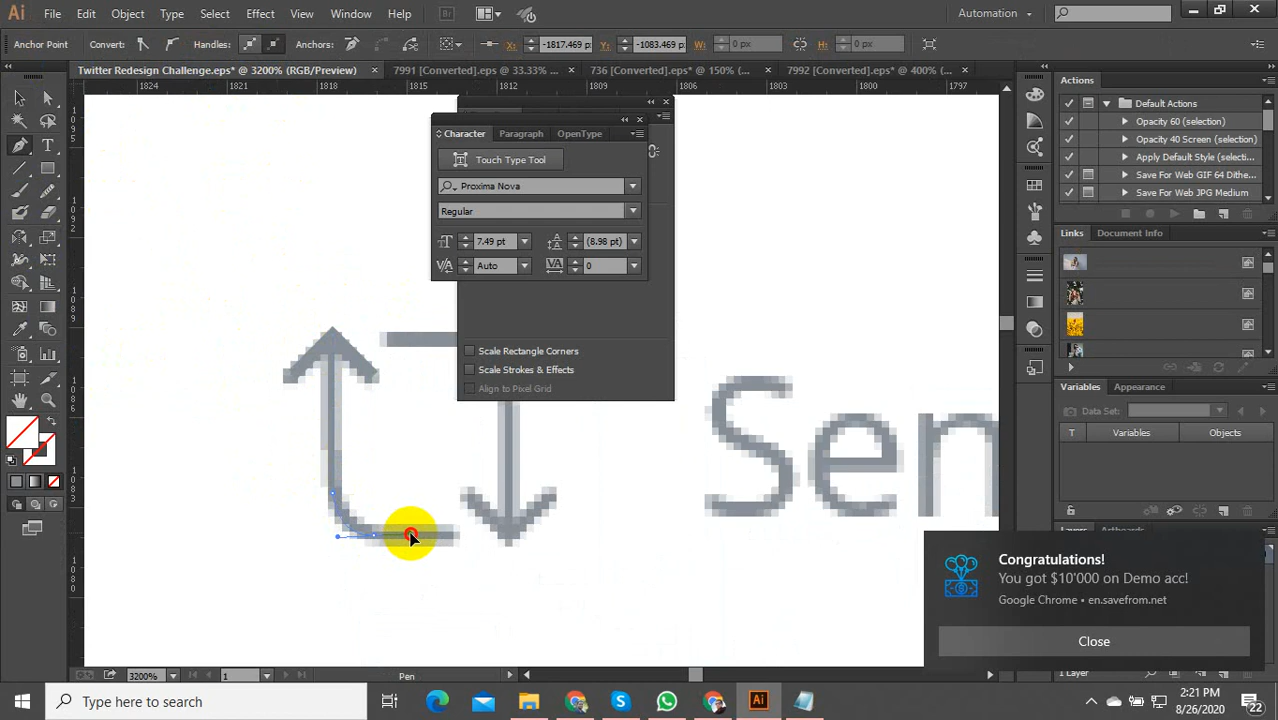 Ai File Edit Object Type Select Effect View Window Help Br Automation
Anchor Point Convert: Handles: Anchors: X: -1817.469 p Y: -1083.469 p W: 0 px H: 0 px
Twitter Redesign Challenge.eps* @ 3200% (RGB/Preview) 7991 [Converted].eps @ 33.33% ... 736 [Converted].eps* @ 150% (... 7992 [Converted]* @ 400% (...
1824 1821 1818 1815 1812 1809 1806 1803 1800 1797
Actions
Default Actions
Opacity 60 (selection)
Opacity 40 Screen (selection)
Apply Default Style (selecti...
Save For Web GIF 64 Dithe...
Save For Web JPG Medium
Character Paragraph OpenType
Touch Type Tool
Proxima Nova
Regular
7.49 pt (8.98 pt)
Auto 0
Scale Rectangle Corners
Scale Strokes & Effects
Align to Pixel Grid
Links Document Info
Variables Appearance
Data Set:
T Variables Objects
Sen
Congratulations!
You got $10'000 on Demo acc!
Google Chrome • en.savefrom.net
Close
3200% 1 Pen
1 Layer
Type here to search
Ai
2:21 PM
8/26/2020
22